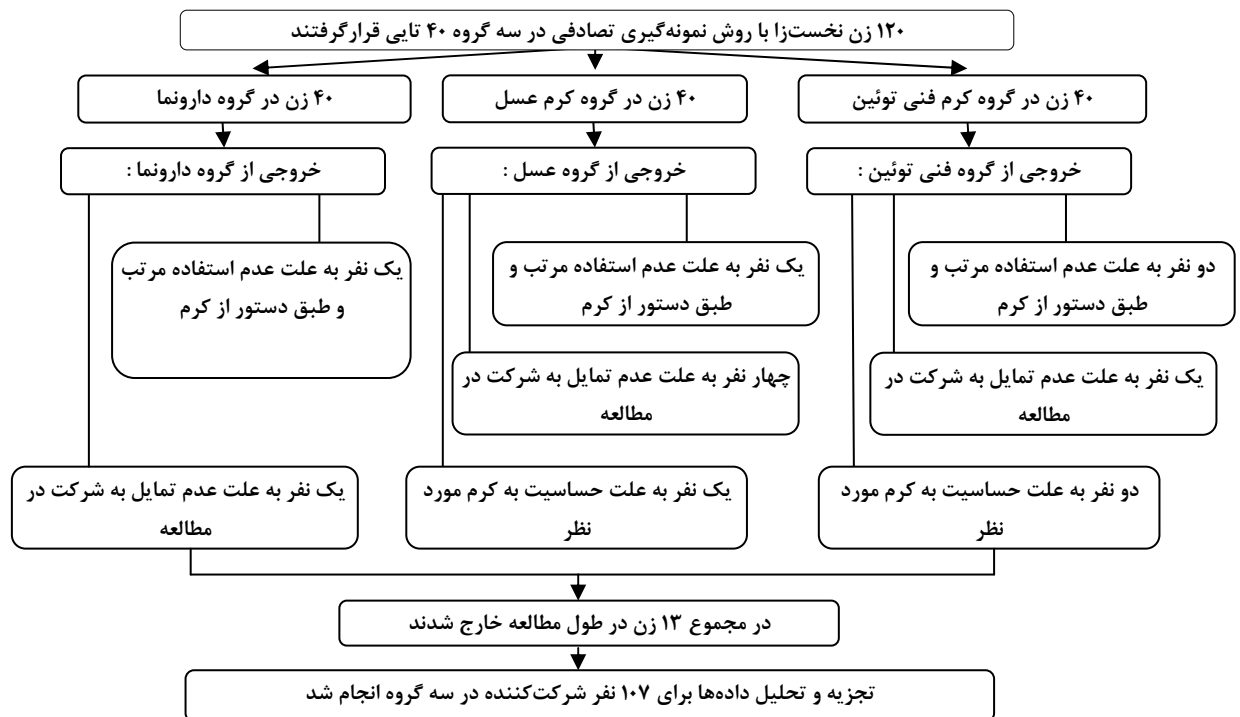 ۱۲۰ زن نخست‌زا با روش نمونه‌گیری تصادفی در سه گروه ۴۰ تایی قرارگرفتند
۴۰ زن در گروه کرم فنی توئین
۴۰ زن در گروه کرم عسل
۴۰ زن در گروه دارونما
خروجی از گروه فنی توئین :
خروجی از گروه عسل :
خروجی از گروه دارونما :
دو نفر به علت عدم استفاده مرتب و
طبق دستور از کرم
یک نفر به علت عدم استفاده مرتب و
طبق دستور از کرم
یک نفر به علت عدم استفاده مرتب
و طبق دستور از کرم
یک نفر به علت عدم تمایل به شرکت در
مطالعه
چهار نفر به علت عدم تمایل به شرکت در
مطالعه
دو نفر به علت حساسیت به کرم مورد
نظر
یک نفر به علت حساسیت به کرم مورد
نظر
یک نفر به علت عدم تمایل به شرکت در
مطالعه
در مجموع ۱۳ زن در طول مطالعه خارج شدند
تجزیه و تحلیل داده‌ها برای ۱۰۷ نفر شرکت‌کننده در سه گروه انجام شد